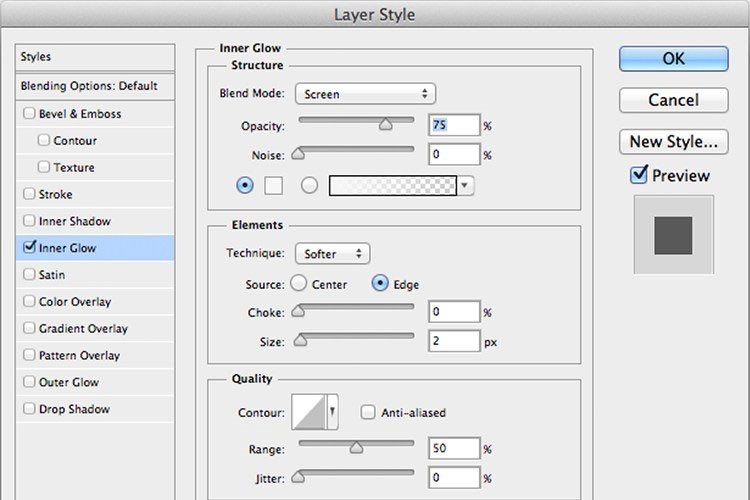 Layer Style
Styles
Blending Options: Default
Bevel & Emboss
Contour
Texture
Stroke
Inner Shadow
Inner Glow
Satin
Color Overlay
Gradient Overlay
Pattern Overlay
Outer Glow
Drop Shadow
Inner Glow
Structure
Blend Mode: Screen
Opacity: 75 %
Noise: 0 %
Elements
Technique: Softer
Source: Center Edge
Choke: 0 %
Size: 2 px
Quality
Contour: Anti-aliased
Range: 50 %
Jitter: 0 %
OK
Cancel
New Style...
Preview